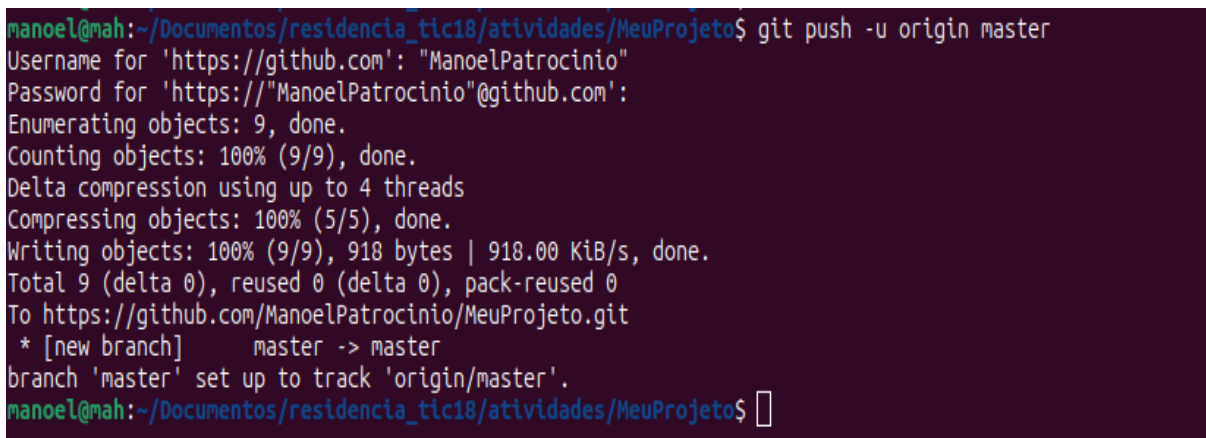 manoel@mah:~/Documentos/residencia_tic18/atividades/MeuProjeto$ git push -u origin master
Username for 'https://github.com': "ManoelPatrocinio"
Password for 'https://"ManoelPatrocinio"@github.com':
Enumerating objects: 9, done.
Counting objects: 100% (9/9), done.
Delta compression using up to 4 threads
Compressing objects: 100% (5/5), done.
Writing objects: 100% (9/9), 918 bytes | 918.00 KiB/s, done.
Total 9 (delta 0), reused 0 (delta 0), pack-reused 0
To https://github.com/ManoelPatrocinio/MeuProjeto.git
 * [new branch]      master -> master
branch 'master' set up to track 'origin/master'.
manoel@mah:~/Documentos/residencia_tic18/atividades/MeuProjeto$